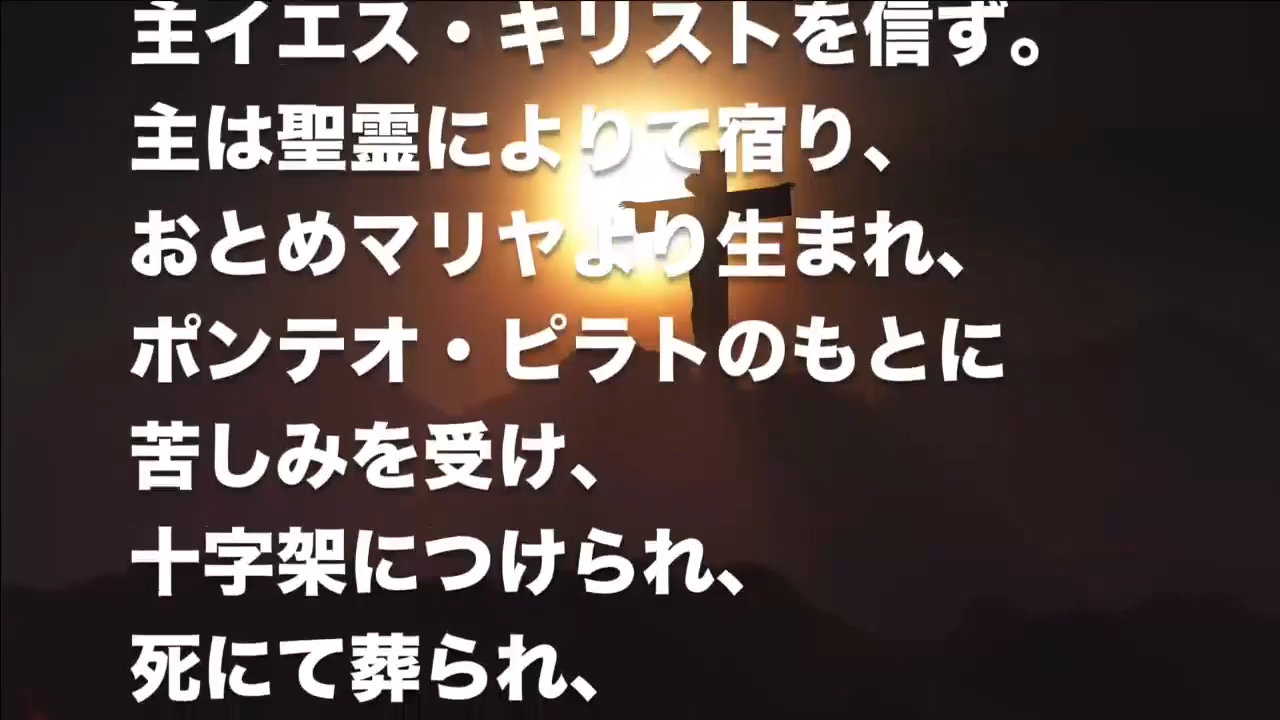 主イエス・キリストを信ず。
主は聖霊によりて宿り、
おとめマリヤより生まれ、
ポンテオ・ピラトのもとに
苦しみを受け、
十字架につけられ、
死にて葬られ、